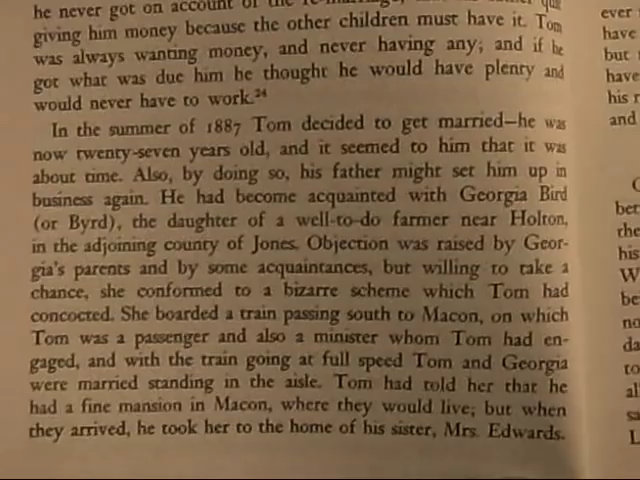 he never got on account of the re-marriage,
giving him money because the other children must have it. Tom
was always wanting money, and never having any; and if he
got what was due him he thought he would have plenty and
would never have to work.²⁴
In the summer of 1887 Tom decided to get married—he was
now twenty-seven years old, and it seemed to him that it was
about time. Also, by doing so, his father might set him up in
business again. He had become acquainted with Georgia Bird
(or Byrd), the daughter of a well-to-do farmer near Holton,
in the adjoining county of Jones. Objection was raised by Geor-
gia's parents and by some acquaintances, but willing to take a
chance, she conformed to a bizarre scheme which Tom had
concocted. She boarded a train passing south to Macon, on which
Tom was a passenger and also a minister whom Tom had en-
gaged, and with the train going at full speed Tom and Georgia
were married standing in the aisle. Tom had told her that he
had a fine mansion in Macon, where they would live; but when
they arrived, he took her to the home of his sister, Mrs. Edwards.
ever
have
but
have
his
and
his
W
no
to
L